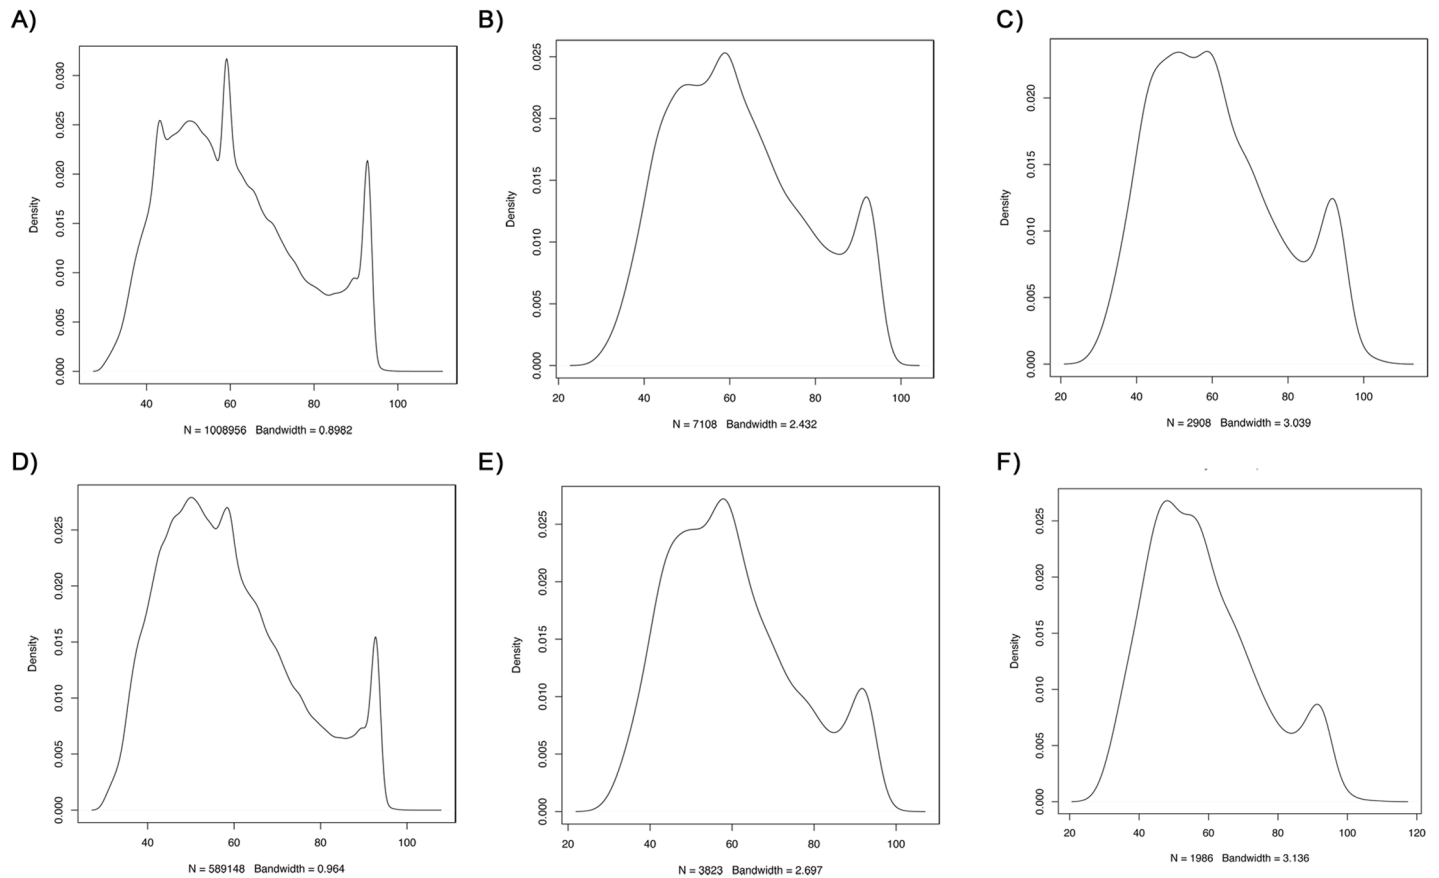 A)
Density
0.000 0.005 0.010 0.015 0.020 0.025 0.030
40 60 80 100
N = 1008956 Bandwidth = 0.8982
B)
Density
0.000 0.005 0.010 0.015 0.020 0.025
20 40 60 80 100
N = 7108 Bandwidth = 2.432
C)
Density
0.000 0.005 0.010 0.015 0.020
20 40 60 80 100
N = 2908 Bandwidth = 3.039
D)
Density
0.000 0.005 0.010 0.015 0.020 0.025
40 60 80 100
N = 589148 Bandwidth = 0.964
E)
Density
0.000 0.005 0.010 0.015 0.020 0.025
20 40 60 80 100
N = 3823 Bandwidth = 2.697
F)
Density
0.000 0.005 0.010 0.015 0.020 0.025
20 40 60 80 100 120
N = 1986 Bandwidth = 3.136